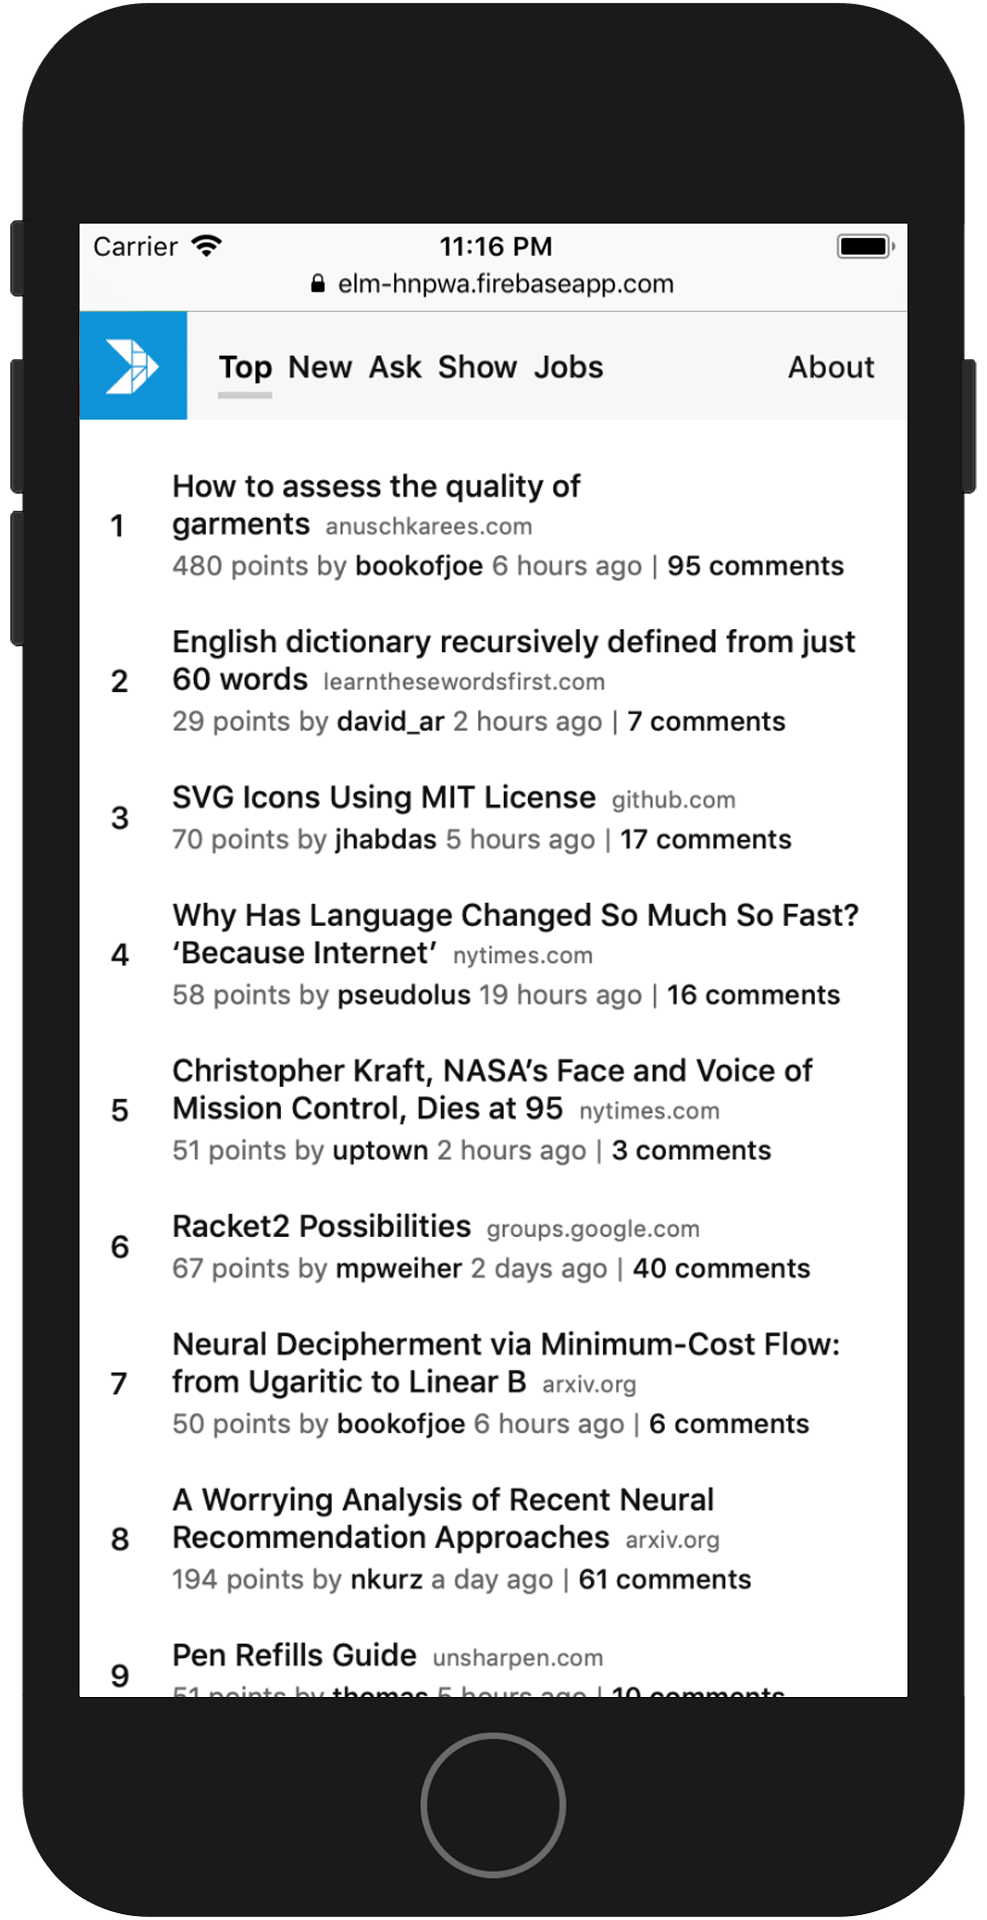 Carrier 11:16 PM
elm-hnpwa.firebaseapp.com
Top New Ask Show Jobs About
How to assess the quality of
1 garments anuschkarees.com
480 points by bookofjoe 6 hours ago | 95 comments
English dictionary recursively defined from just
2 60 words learnthesewordsfirst.com
29 points by david_ar 2 hours ago | 7 comments
3 SVG Icons Using MIT License github.com
70 points by jhabdas 5 hours ago | 17 comments
Why Has Language Changed So Much So Fast?
4 ‘Because Internet’ nytimes.com
58 points by pseudolus 19 hours ago | 16 comments
Christopher Kraft, NASA’s Face and Voice of
5 Mission Control, Dies at 95 nytimes.com
51 points by uptown 2 hours ago | 3 comments
6 Racket2 Possibilities groups.google.com
67 points by mpweiher 2 days ago | 40 comments
Neural Decipherment via Minimum-Cost Flow:
7 from Ugaritic to Linear B arxiv.org
50 points by bookofjoe 6 hours ago | 6 comments
A Worrying Analysis of Recent Neural
8 Recommendation Approaches arxiv.org
194 points by nkurz a day ago | 61 comments
9 Pen Refills Guide unsharpen.com
51 points by thomas 5 hours ago | 10 comments